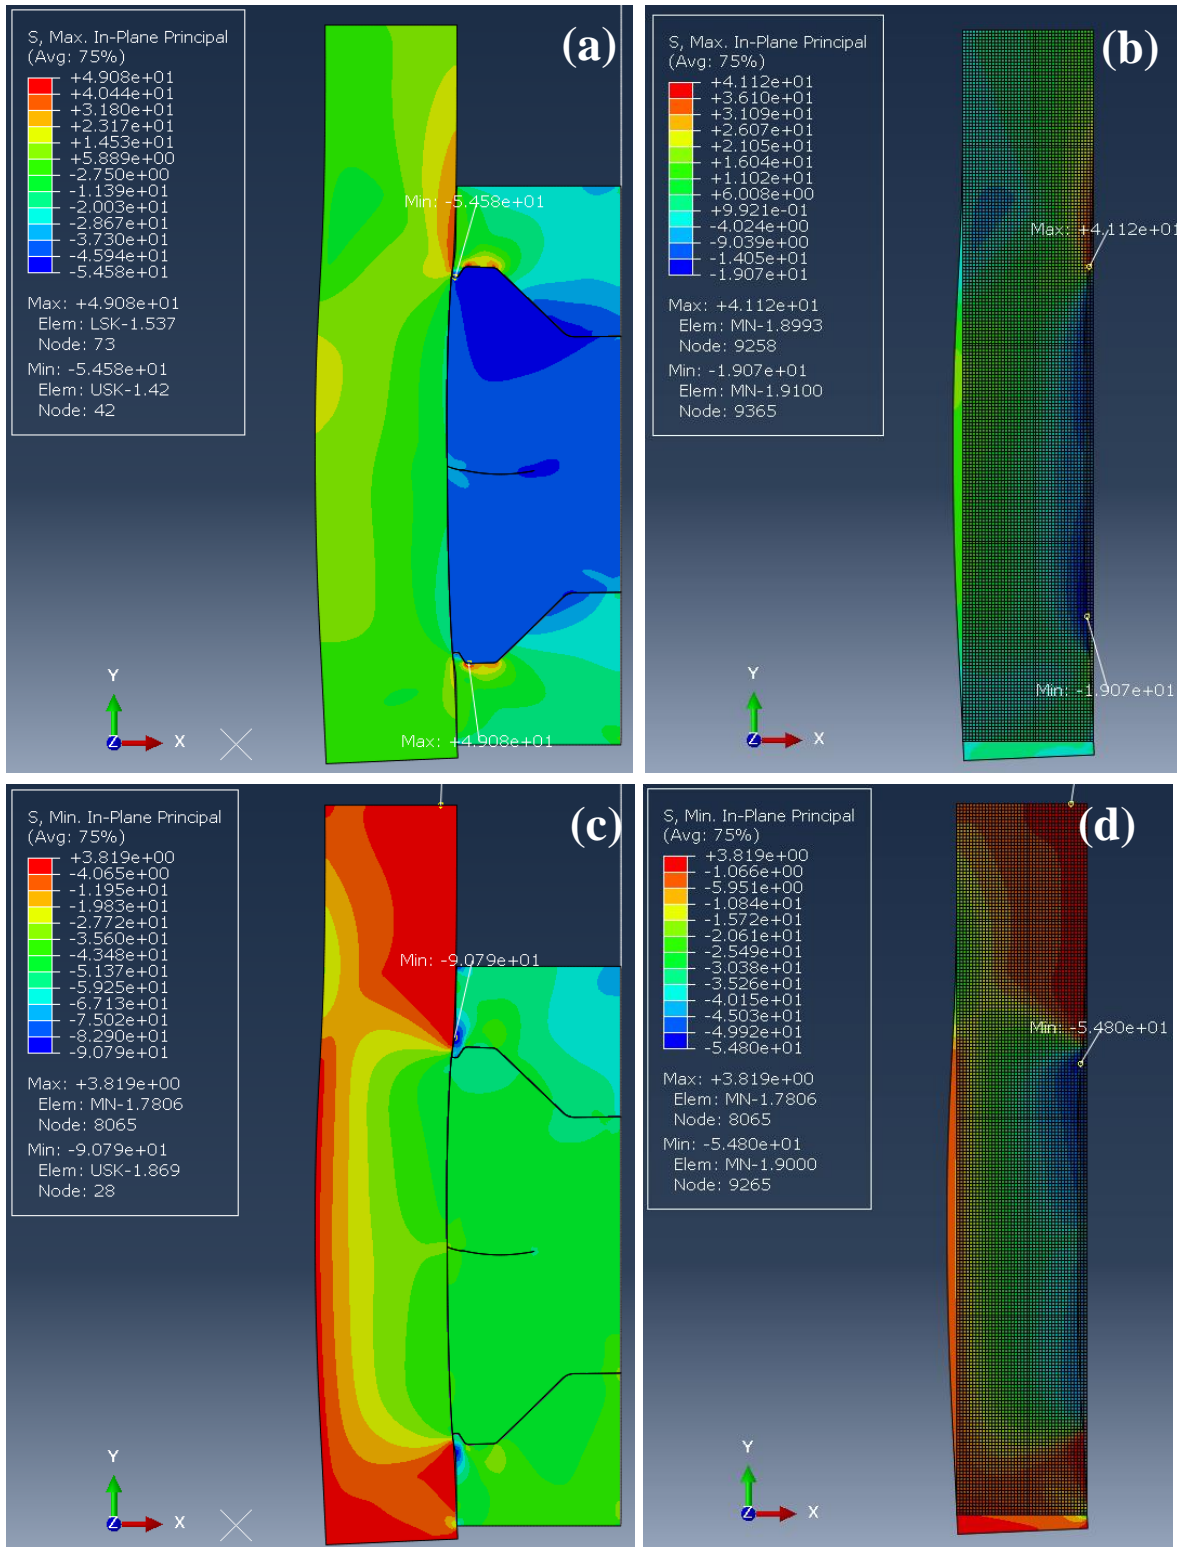 (a)
S, Max. In-Plane Principal
(Avg: 75%)
+4.908e+01
+4.044e+01
+3.180e+01
+2.317e+01
+1.453e+01
+5.889e+00
-2.750e+00
-1.139e+01
-2.003e+01
-2.867e+01
-3.730e+01
-4.594e+01
-5.458e+01
Max: +4.908e+01
Elem: LSK-1.537
Node: 73
Min: -5.458e+01
Elem: USK-1.42
Node: 42
Min: -5.458e+01
Max: +4.908e+01
Y
Z
X
(b)
S, Max. In-Plane Principal
(Avg: 75%)
+4.112e+01
+3.610e+01
+3.109e+01
+2.607e+01
+2.105e+01
+1.604e+01
+1.102e+01
+6.008e+00
+9.921e-01
-4.024e+00
-9.039e+00
-1.405e+01
-1.907e+01
Max: +4.112e+01
Elem: MN-1.8993
Node: 9258
Min: -1.907e+01
Elem: MN-1.9100
Node: 9365
Max: +4.112e+01
Min: -1.907e+01
Y
Z
X
(c)
S, Min. In-Plane Principal
(Avg: 75%)
+3.819e+00
-4.065e+00
-1.195e+01
-1.983e+01
-2.772e+01
-3.560e+01
-4.348e+01
-5.137e+01
-5.925e+01
-6.713e+01
-7.502e+01
-8.290e+01
-9.079e+01
Max: +3.819e+00
Elem: MN-1.7806
Node: 8065
Min: -9.079e+01
Elem: USK-1.869
Node: 28
Min: -9.079e+01
Y
Z
X
(d)
S, Min. In-Plane Principal
(Avg: 75%)
+3.819e+00
-1.066e+00
-5.951e+00
-1.084e+01
-1.572e+01
-2.061e+01
-2.549e+01
-3.038e+01
-3.526e+01
-4.015e+01
-4.503e+01
-4.992e+01
-5.480e+01
Max: +3.819e+00
Elem: MN-1.7806
Node: 8065
Min: -5.480e+01
Elem: MN-1.9000
Node: 9265
Min: -5.480e+01
Y
Z
X